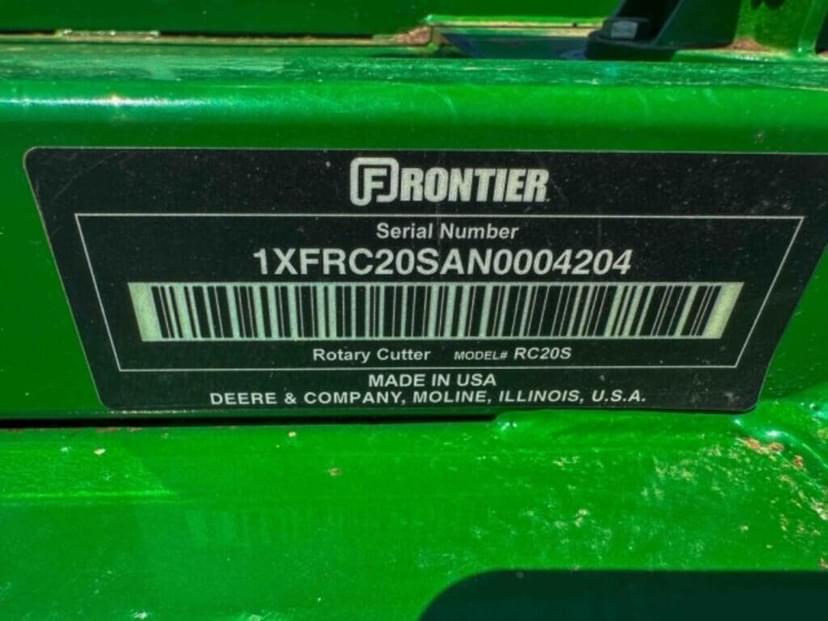 FRONTIER
Serial Number
1XFRC20SAN0004204
Rotary Cutter MODEL# RC20S
MADE IN USA
DEERE & COMPANY, MOLINE, ILLINOIS, U.S.A.